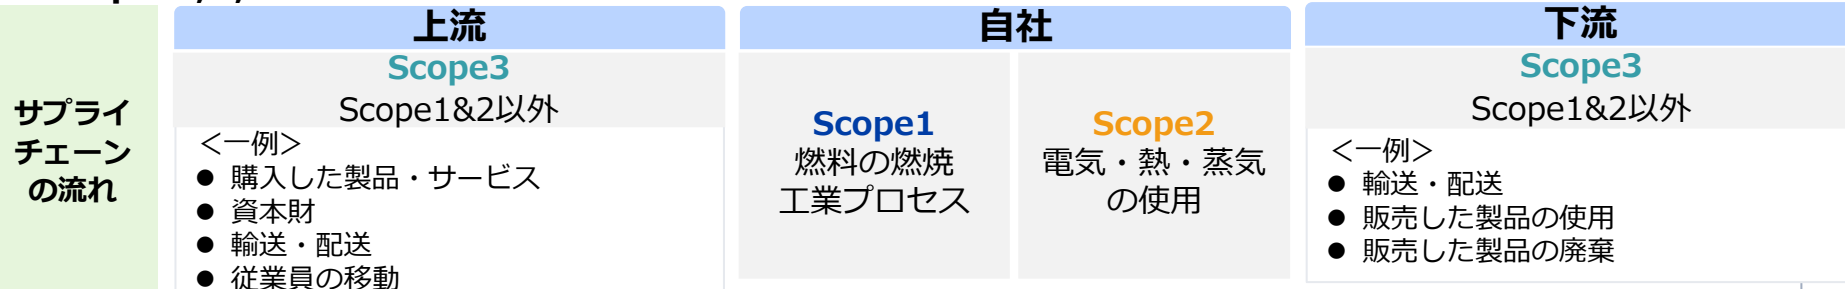 サプライ
チェーン
の流れ
上流
Scope3
Scope1&2以外
＜一例＞
● 購入した製品・サービス
● 資本財
● 輸送・配送
● 従業員の移動
自社
Scope1
燃料の燃焼
工業プロセス
Scope2
電気・熱・蒸気
の使用
下流
Scope3
Scope1&2以外
＜一例＞
● 輸送・配送
● 販売した製品の使用
● 販売した製品の廃棄